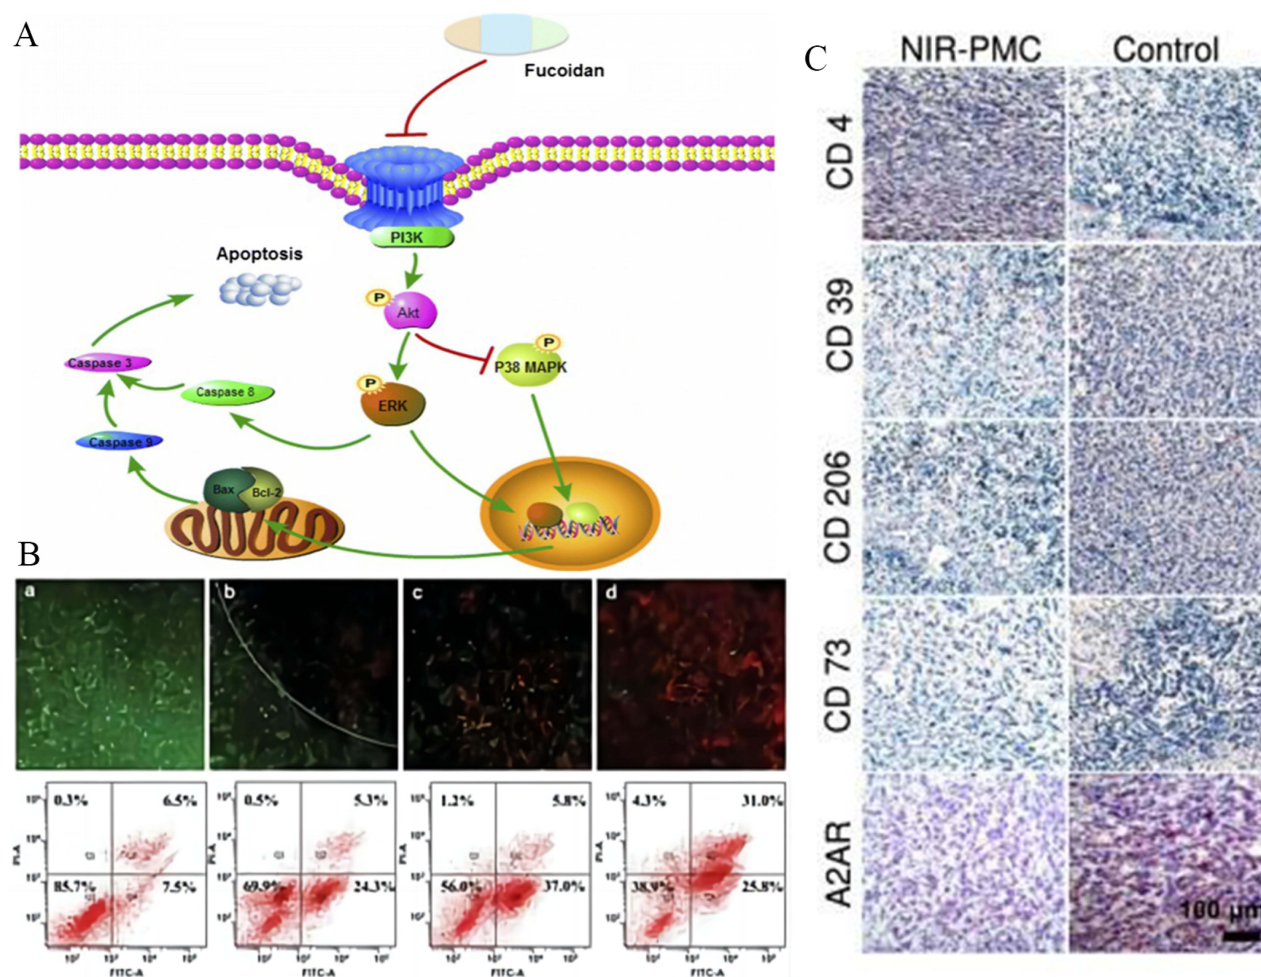 A
Fucoidan
PI3K
Apoptosis
P
Akt
P
P38 MAPK
Caspase 3
Caspase 8
P
ERK
Caspase 9
Bax
Bcl-2
B
a
b
c
d
0.3%
6.5%
85.7%
7.5%
FITC-A
0.5%
5.3%
69.9%
24.3%
FITC-A
1.2%
5.8%
56.0%
37.0%
FITC-A
4.3%
31.0%
38.9%
25.8%
FITC-A
C
NIR-PMC
Control
CD 4
CD 39
CD 206
CD 73
A2AR
100 μm